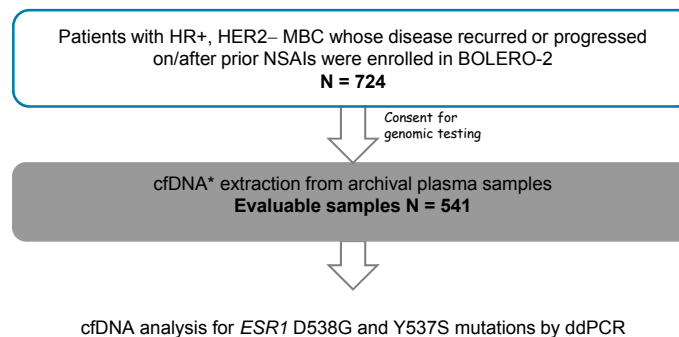 Patients with HR+, HER2– MBC whose disease recurred or progressed
on/after prior NSAIs were enrolled in BOLERO-2
N = 724
Consent for
genomic testing
cfDNA* extraction from archival plasma samples
Evaluable samples N = 541
cfDNA analysis for ESR1 D538G and Y537S mutations by ddPCR